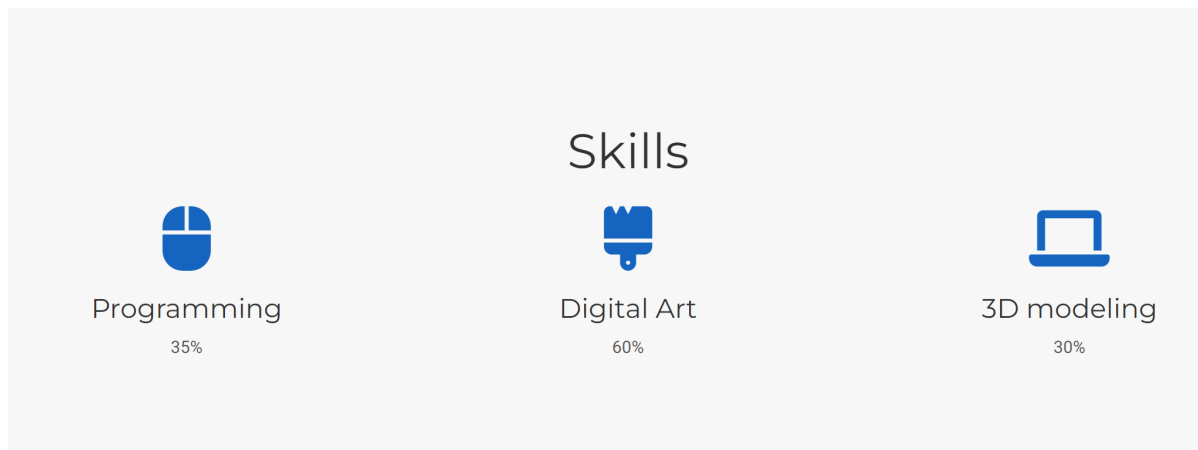 Skills
Programming
35%
Digital Art
60%
3D modeling
30%